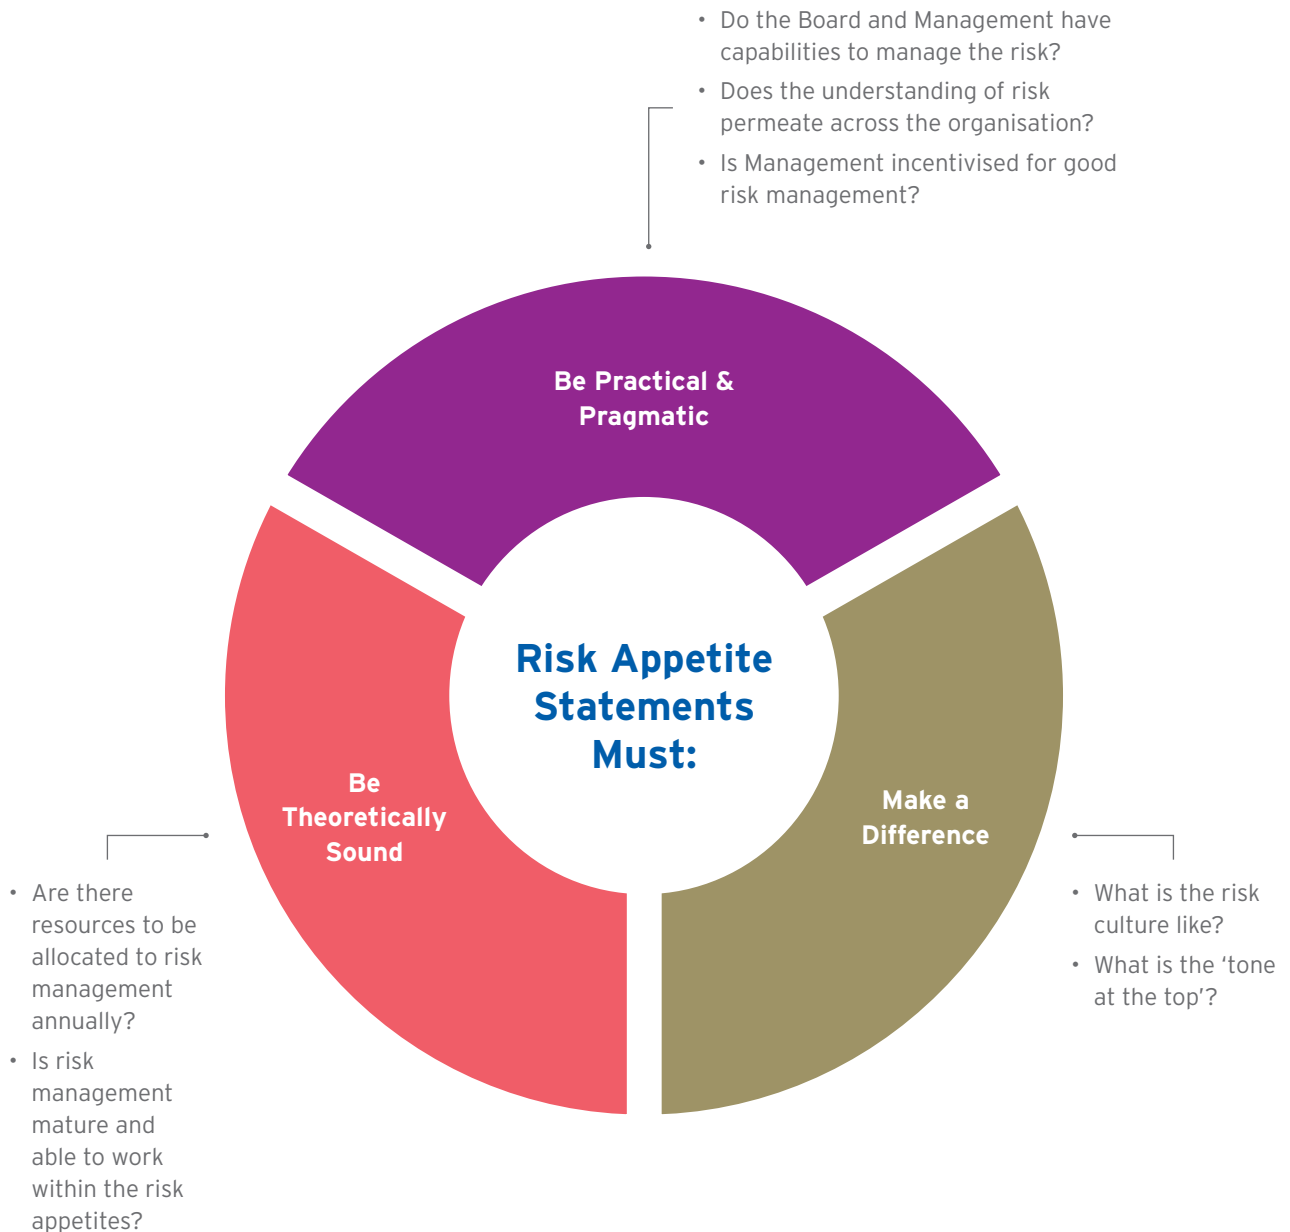 • Do the Board and Management have
capabilities to manage the risk?
• Does the understanding of risk
permeate across the organisation?
• Is Management incentivised for good
risk management?
Be Practical &
Pragmatic
Risk Appetite
Statements
Must:
Be
Theoretically
Sound
Make a
Difference
• Are there
resources to be
allocated to risk
management
annually?
• Is risk
management
mature and
able to work
within the risk
appetites?
• What is the risk
culture like?
• What is the ‘tone
at the top’?